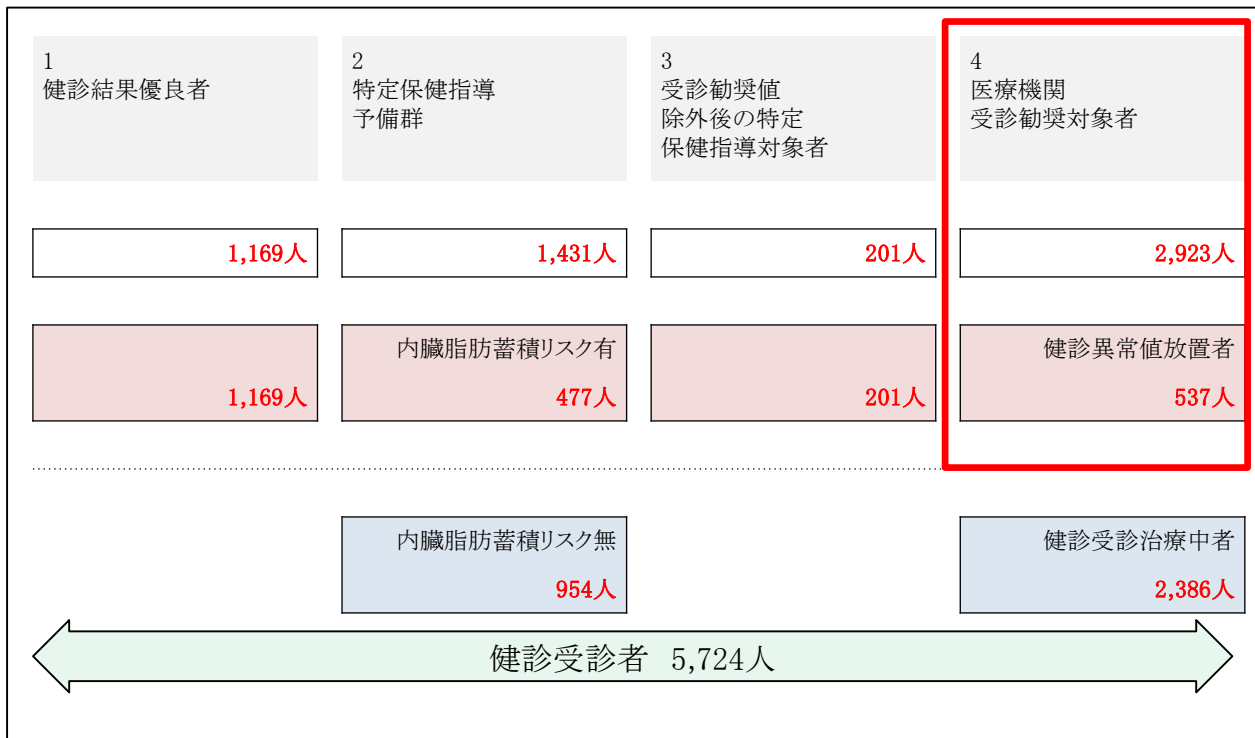 1
健診結果優良者
2
特定保健指導
予備群
3
受診勧奨値
除外後の特定
保健指導対象者
4
医療機関
受診勧奨対象者
1,169人
1,431人
201人
2,923人
1,169人
内臓脂肪蓄積リスク有
477人
201人
健診異常値放置者
537人
内臓脂肪蓄積リスク無
954人
健診受診治療中者
2,386人
健診受診者 5,724人